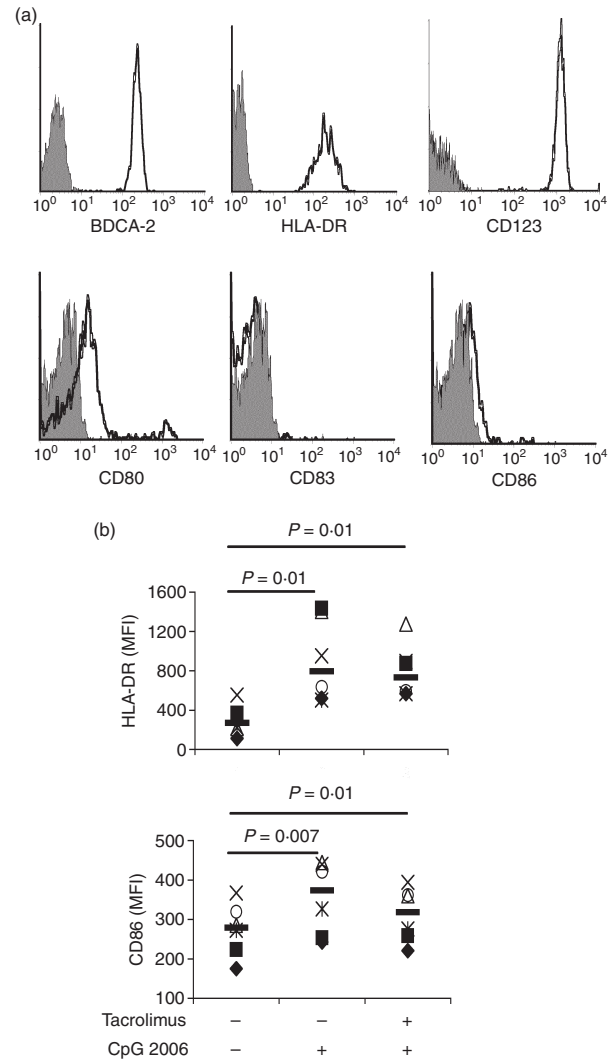 (a)
10⁰ 10¹ 10² 10³ 10⁴ 10⁰ 10¹ 10² 10³ 10⁴ 10⁰ 10¹ 10² 10³ 10⁴
BDCA-2 HLA-DR CD123
10⁰ 10¹ 10² 10³ 10⁴ 10⁰ 10¹ 10² 10³ 10⁴ 10⁰ 10¹ 10² 10³ 10⁴
CD80 CD83 CD86
(b)
P = 0·01
P = 0·01
HLA-DR (MFI)
1600
1200
800
400
0
P = 0·01
P = 0·007
CD86 (MFI)
500
400
300
200
100
Tacrolimus – – +
CpG 2006 – + +